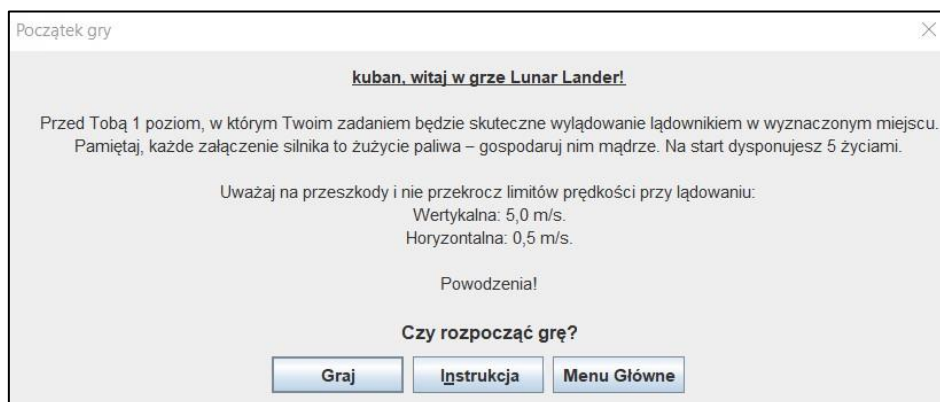 Początek gry
kuban, witaj w grze Lunar Lander!
Przed Tobą 1 poziom, w którym Twoim zadaniem będzie skuteczne wylądowanie lądownikiem w wyznaczonym miejscu.
Pamiętaj, każde załączenie silnika to żużycie paliwa – gospodaruj nim mądrze. Na start dysponujesz 5 życiami.
Uważaj na przeszkody i nie przekrocz limitów prędkości przy lądowaniu:
Wertykalna: 5,0 m/s.
Horyzontalna: 0,5 m/s.
Powodzenia!
Czy rozpocząć grę?
Graj Instrukcja Menu Główne